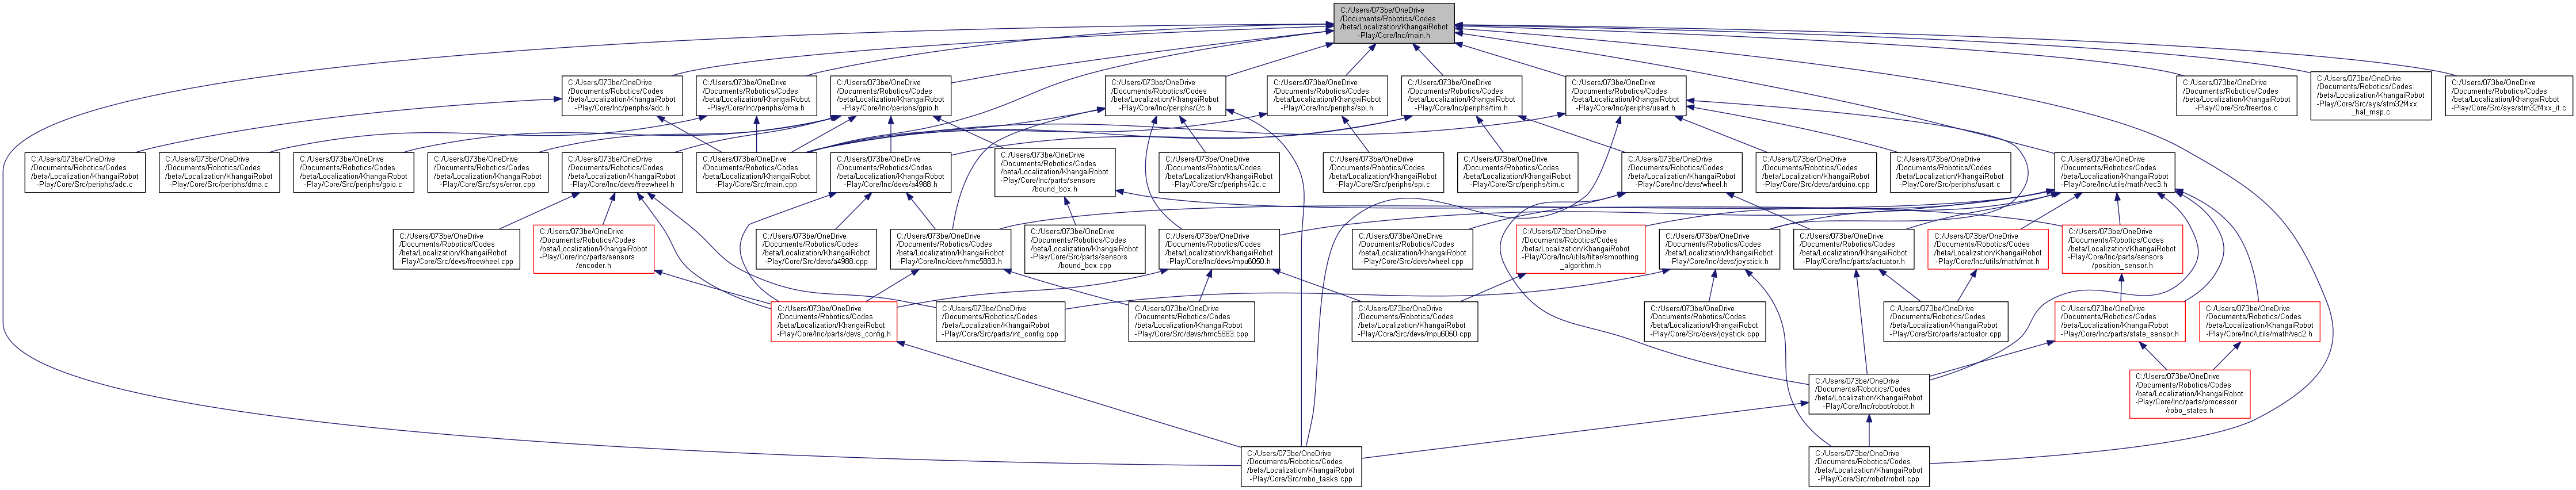 C:/Users/073be/OneDrive
/Documents/Robotics/Codes
/beta/Localization/KhangaiRobot
-Play/Core/Inc/main.h
C:/Users/073be/OneDrive
/Documents/Robotics/Codes
/beta/Localization/KhangaiRobot
-Play/Core/Inc/periphs/adc.h
C:/Users/073be/OneDrive
/Documents/Robotics/Codes
/beta/Localization/KhangaiRobot
-Play/Core/Inc/periphs/dma.h
C:/Users/073be/OneDrive
/Documents/Robotics/Codes
/beta/Localization/KhangaiRobot
-Play/Core/Inc/periphs/gpio.h
C:/Users/073be/OneDrive
/Documents/Robotics/Codes
/beta/Localization/KhangaiRobot
-Play/Core/Inc/periphs/i2c.h
C:/Users/073be/OneDrive
/Documents/Robotics/Codes
/beta/Localization/KhangaiRobot
-Play/Core/Inc/periphs/spi.h
C:/Users/073be/OneDrive
/Documents/Robotics/Codes
/beta/Localization/KhangaiRobot
-Play/Core/Inc/periphs/tim.h
C:/Users/073be/OneDrive
/Documents/Robotics/Codes
/beta/Localization/KhangaiRobot
-Play/Core/Inc/periphs/usart.h
C:/Users/073be/OneDrive
/Documents/Robotics/Codes
/beta/Localization/KhangaiRobot
-Play/Core/Src/freertos.c
C:/Users/073be/OneDrive
/Documents/Robotics/Codes
/beta/Localization/KhangaiRobot
-Play/Core/Src/sys/stm32f4xx
_hal_msp.c
C:/Users/073be/OneDrive
/Documents/Robotics/Codes
/beta/Localization/KhangaiRobot
-Play/Core/Src/sys/stm32f4xx_it.c
C:/Users/073be/OneDrive
/Documents/Robotics/Codes
/beta/Localization/KhangaiRobot
-Play/Core/Src/periphs/adc.c
C:/Users/073be/OneDrive
/Documents/Robotics/Codes
/beta/Localization/KhangaiRobot
-Play/Core/Src/periphs/dma.c
C:/Users/073be/OneDrive
/Documents/Robotics/Codes
/beta/Localization/KhangaiRobot
-Play/Core/Src/periphs/gpio.c
C:/Users/073be/OneDrive
/Documents/Robotics/Codes
/beta/Localization/KhangaiRobot
-Play/Core/Src/sys/error.cpp
C:/Users/073be/OneDrive
/Documents/Robotics/Codes
/beta/Localization/KhangaiRobot
-Play/Core/Inc/devs/freewheel.h
C:/Users/073be/OneDrive
/Documents/Robotics/Codes
/beta/Localization/KhangaiRobot
-Play/Core/Src/main.cpp
C:/Users/073be/OneDrive
/Documents/Robotics/Codes
/beta/Localization/KhangaiRobot
-Play/Core/Inc/devs/a4988.h
C:/Users/073be/OneDrive
/Documents/Robotics/Codes
/beta/Localization/KhangaiRobot
-Play/Core/Inc/parts/sensors
/bound_box.h
C:/Users/073be/OneDrive
/Documents/Robotics/Codes
/beta/Localization/KhangaiRobot
-Play/Core/Src/periphs/i2c.c
C:/Users/073be/OneDrive
/Documents/Robotics/Codes
/beta/Localization/KhangaiRobot
-Play/Core/Src/periphs/spi.c
C:/Users/073be/OneDrive
/Documents/Robotics/Codes
/beta/Localization/KhangaiRobot
-Play/Core/Src/periphs/tim.c
C:/Users/073be/OneDrive
/Documents/Robotics/Codes
/beta/Localization/KhangaiRobot
-Play/Core/Inc/devs/wheel.h
C:/Users/073be/OneDrive
/Documents/Robotics/Codes
/beta/Localization/KhangaiRobot
-Play/Core/Src/devs/arduino.cpp
C:/Users/073be/OneDrive
/Documents/Robotics/Codes
/beta/Localization/KhangaiRobot
-Play/Core/Src/periphs/usart.c
C:/Users/073be/OneDrive
/Documents/Robotics/Codes
/beta/Localization/KhangaiRobot
-Play/Core/Inc/utils/math/vec3.h
C:/Users/073be/OneDrive
/Documents/Robotics/Codes
/beta/Localization/KhangaiRobot
-Play/Core/Src/devs/freewheel.cpp
C:/Users/073be/OneDrive
/Documents/Robotics/Codes
/beta/Localization/KhangaiRobot
-Play/Core/Inc/parts/sensors
/encoder.h
C:/Users/073be/OneDrive
/Documents/Robotics/Codes
/beta/Localization/KhangaiRobot
-Play/Core/Src/devs/a4988.cpp
C:/Users/073be/OneDrive
/Documents/Robotics/Codes
/beta/Localization/KhangaiRobot
-Play/Core/Inc/devs/hmc5883.h
C:/Users/073be/OneDrive
/Documents/Robotics/Codes
/beta/Localization/KhangaiRobot
-Play/Core/Src/parts/sensors
/bound_box.cpp
C:/Users/073be/OneDrive
/Documents/Robotics/Codes
/beta/Localization/KhangaiRobot
-Play/Core/Inc/devs/mpu6050.h
C:/Users/073be/OneDrive
/Documents/Robotics/Codes
/beta/Localization/KhangaiRobot
-Play/Core/Src/devs/wheel.cpp
C:/Users/073be/OneDrive
/Documents/Robotics/Codes
/beta/Localization/KhangaiRobot
-Play/Core/Inc/utils/filter/smoothing
_algorithm.h
C:/Users/073be/OneDrive
/Documents/Robotics/Codes
/beta/Localization/KhangaiRobot
-Play/Core/Inc/devs/joystick.h
C:/Users/073be/OneDrive
/Documents/Robotics/Codes
/beta/Localization/KhangaiRobot
-Play/Core/Inc/parts/actuator.h
C:/Users/073be/OneDrive
/Documents/Robotics/Codes
/beta/Localization/KhangaiRobot
-Play/Core/Inc/utils/math/mat.h
C:/Users/073be/OneDrive
/Documents/Robotics/Codes
/beta/Localization/KhangaiRobot
-Play/Core/Inc/parts/sensors
/position_sensor.h
C:/Users/073be/OneDrive
/Documents/Robotics/Codes
/beta/Localization/KhangaiRobot
-Play/Core/Inc/parts/devs_config.h
C:/Users/073be/OneDrive
/Documents/Robotics/Codes
/beta/Localization/KhangaiRobot
-Play/Core/Src/parts/int_config.cpp
C:/Users/073be/OneDrive
/Documents/Robotics/Codes
/beta/Localization/KhangaiRobot
-Play/Core/Src/devs/hmc5883.cpp
C:/Users/073be/OneDrive
/Documents/Robotics/Codes
/beta/Localization/KhangaiRobot
-Play/Core/Src/devs/mpu6050.cpp
C:/Users/073be/OneDrive
/Documents/Robotics/Codes
/beta/Localization/KhangaiRobot
-Play/Core/Src/devs/joystick.cpp
C:/Users/073be/OneDrive
/Documents/Robotics/Codes
/beta/Localization/KhangaiRobot
-Play/Core/Src/parts/actuator.cpp
C:/Users/073be/OneDrive
/Documents/Robotics/Codes
/beta/Localization/KhangaiRobot
-Play/Core/Inc/parts/state_sensor.h
C:/Users/073be/OneDrive
/Documents/Robotics/Codes
/beta/Localization/KhangaiRobot
-Play/Core/Inc/utils/math/vec2.h
C:/Users/073be/OneDrive
/Documents/Robotics/Codes
/beta/Localization/KhangaiRobot
-Play/Core/Inc/robot/robot.h
C:/Users/073be/OneDrive
/Documents/Robotics/Codes
/beta/Localization/KhangaiRobot
-Play/Core/Inc/parts/processor
/robo_states.h
C:/Users/073be/OneDrive
/Documents/Robotics/Codes
/beta/Localization/KhangaiRobot
-Play/Core/Src/robo_tasks.cpp
C:/Users/073be/OneDrive
/Documents/Robotics/Codes
/beta/Localization/KhangaiRobot
-Play/Core/Src/robot/robot.cpp